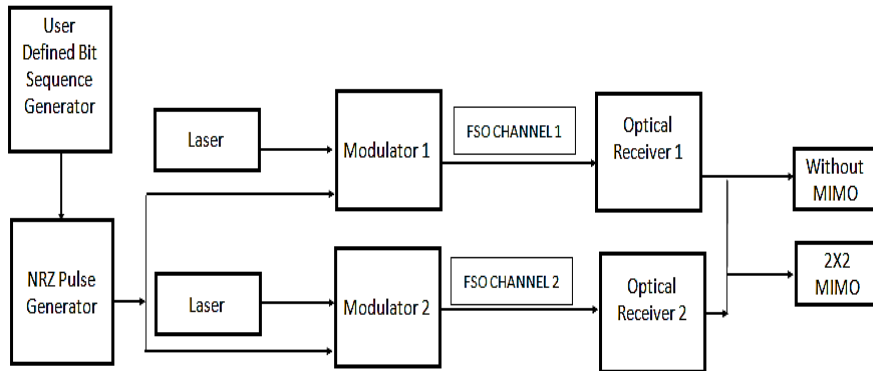 User
Defined Bit
Sequence
Generator
Laser
Modulator 1
FSO CHANNEL 1
Optical
Receiver 1
Without
MIMO
NRZ Pulse
Generator
Laser
Modulator 2
FSO CHANNEL 2
Optical
Receiver 2
2X2
MIMO